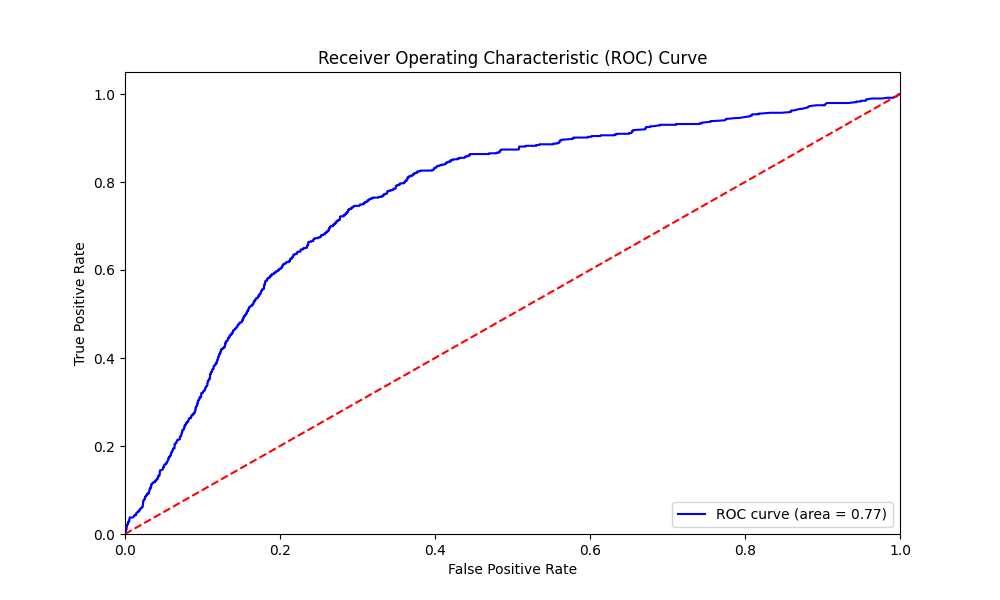 Receiver Operating Characteristic (ROC) Curve
1.0
0.8
0.6
0.4
0.2
0.0
True Positive Rate
ROC curve (area = 0.77)
0.0 0.2 0.4 0.6 0.8 1.0
False Positive Rate